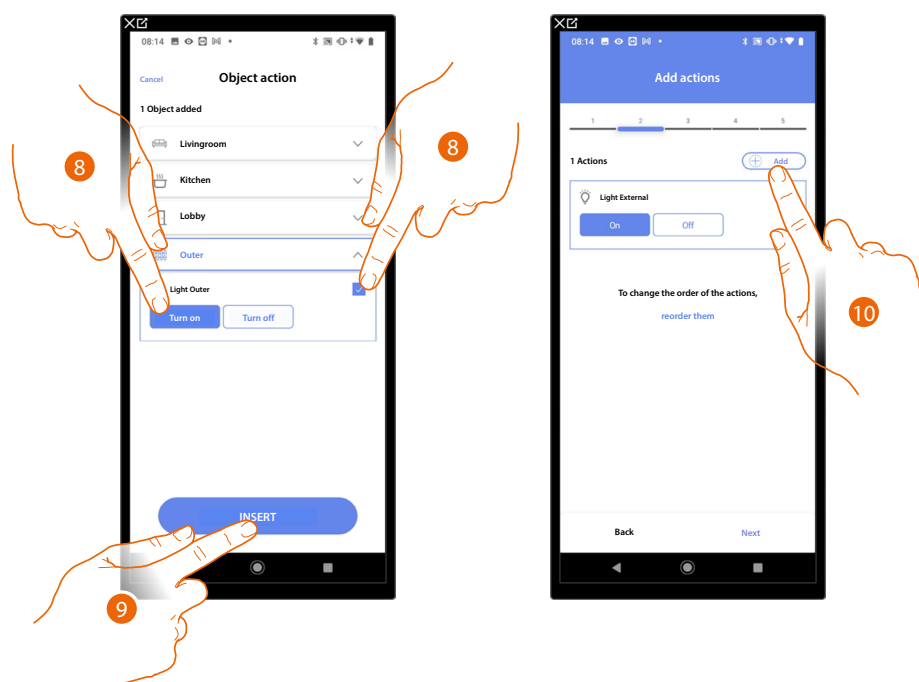 08:14
Cancel
Object action
1 Object added
Livingroom
Kitchen
Lobby
Outer
Light Outer
Turn on
Turn off
INSERT
8
8
9
08:14
Add actions
1 2 3 4 5
1 Actions
Add
Light External
On
Off
To change the order of the actions,
reorder them
Back
Next
10